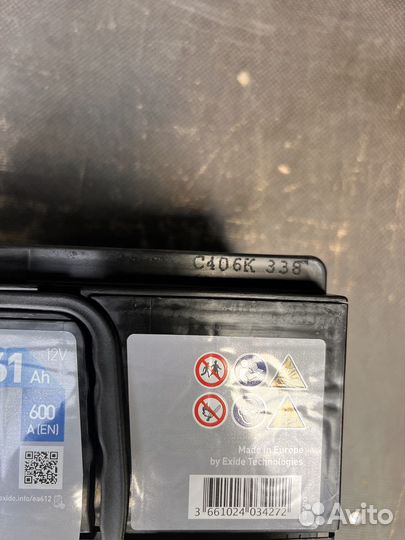 C406K 338
12V
61 Ah
600
A(EN)
exide.info/ea612
Made in Europe
by Exide Technologies
3 661024 034272
Avito